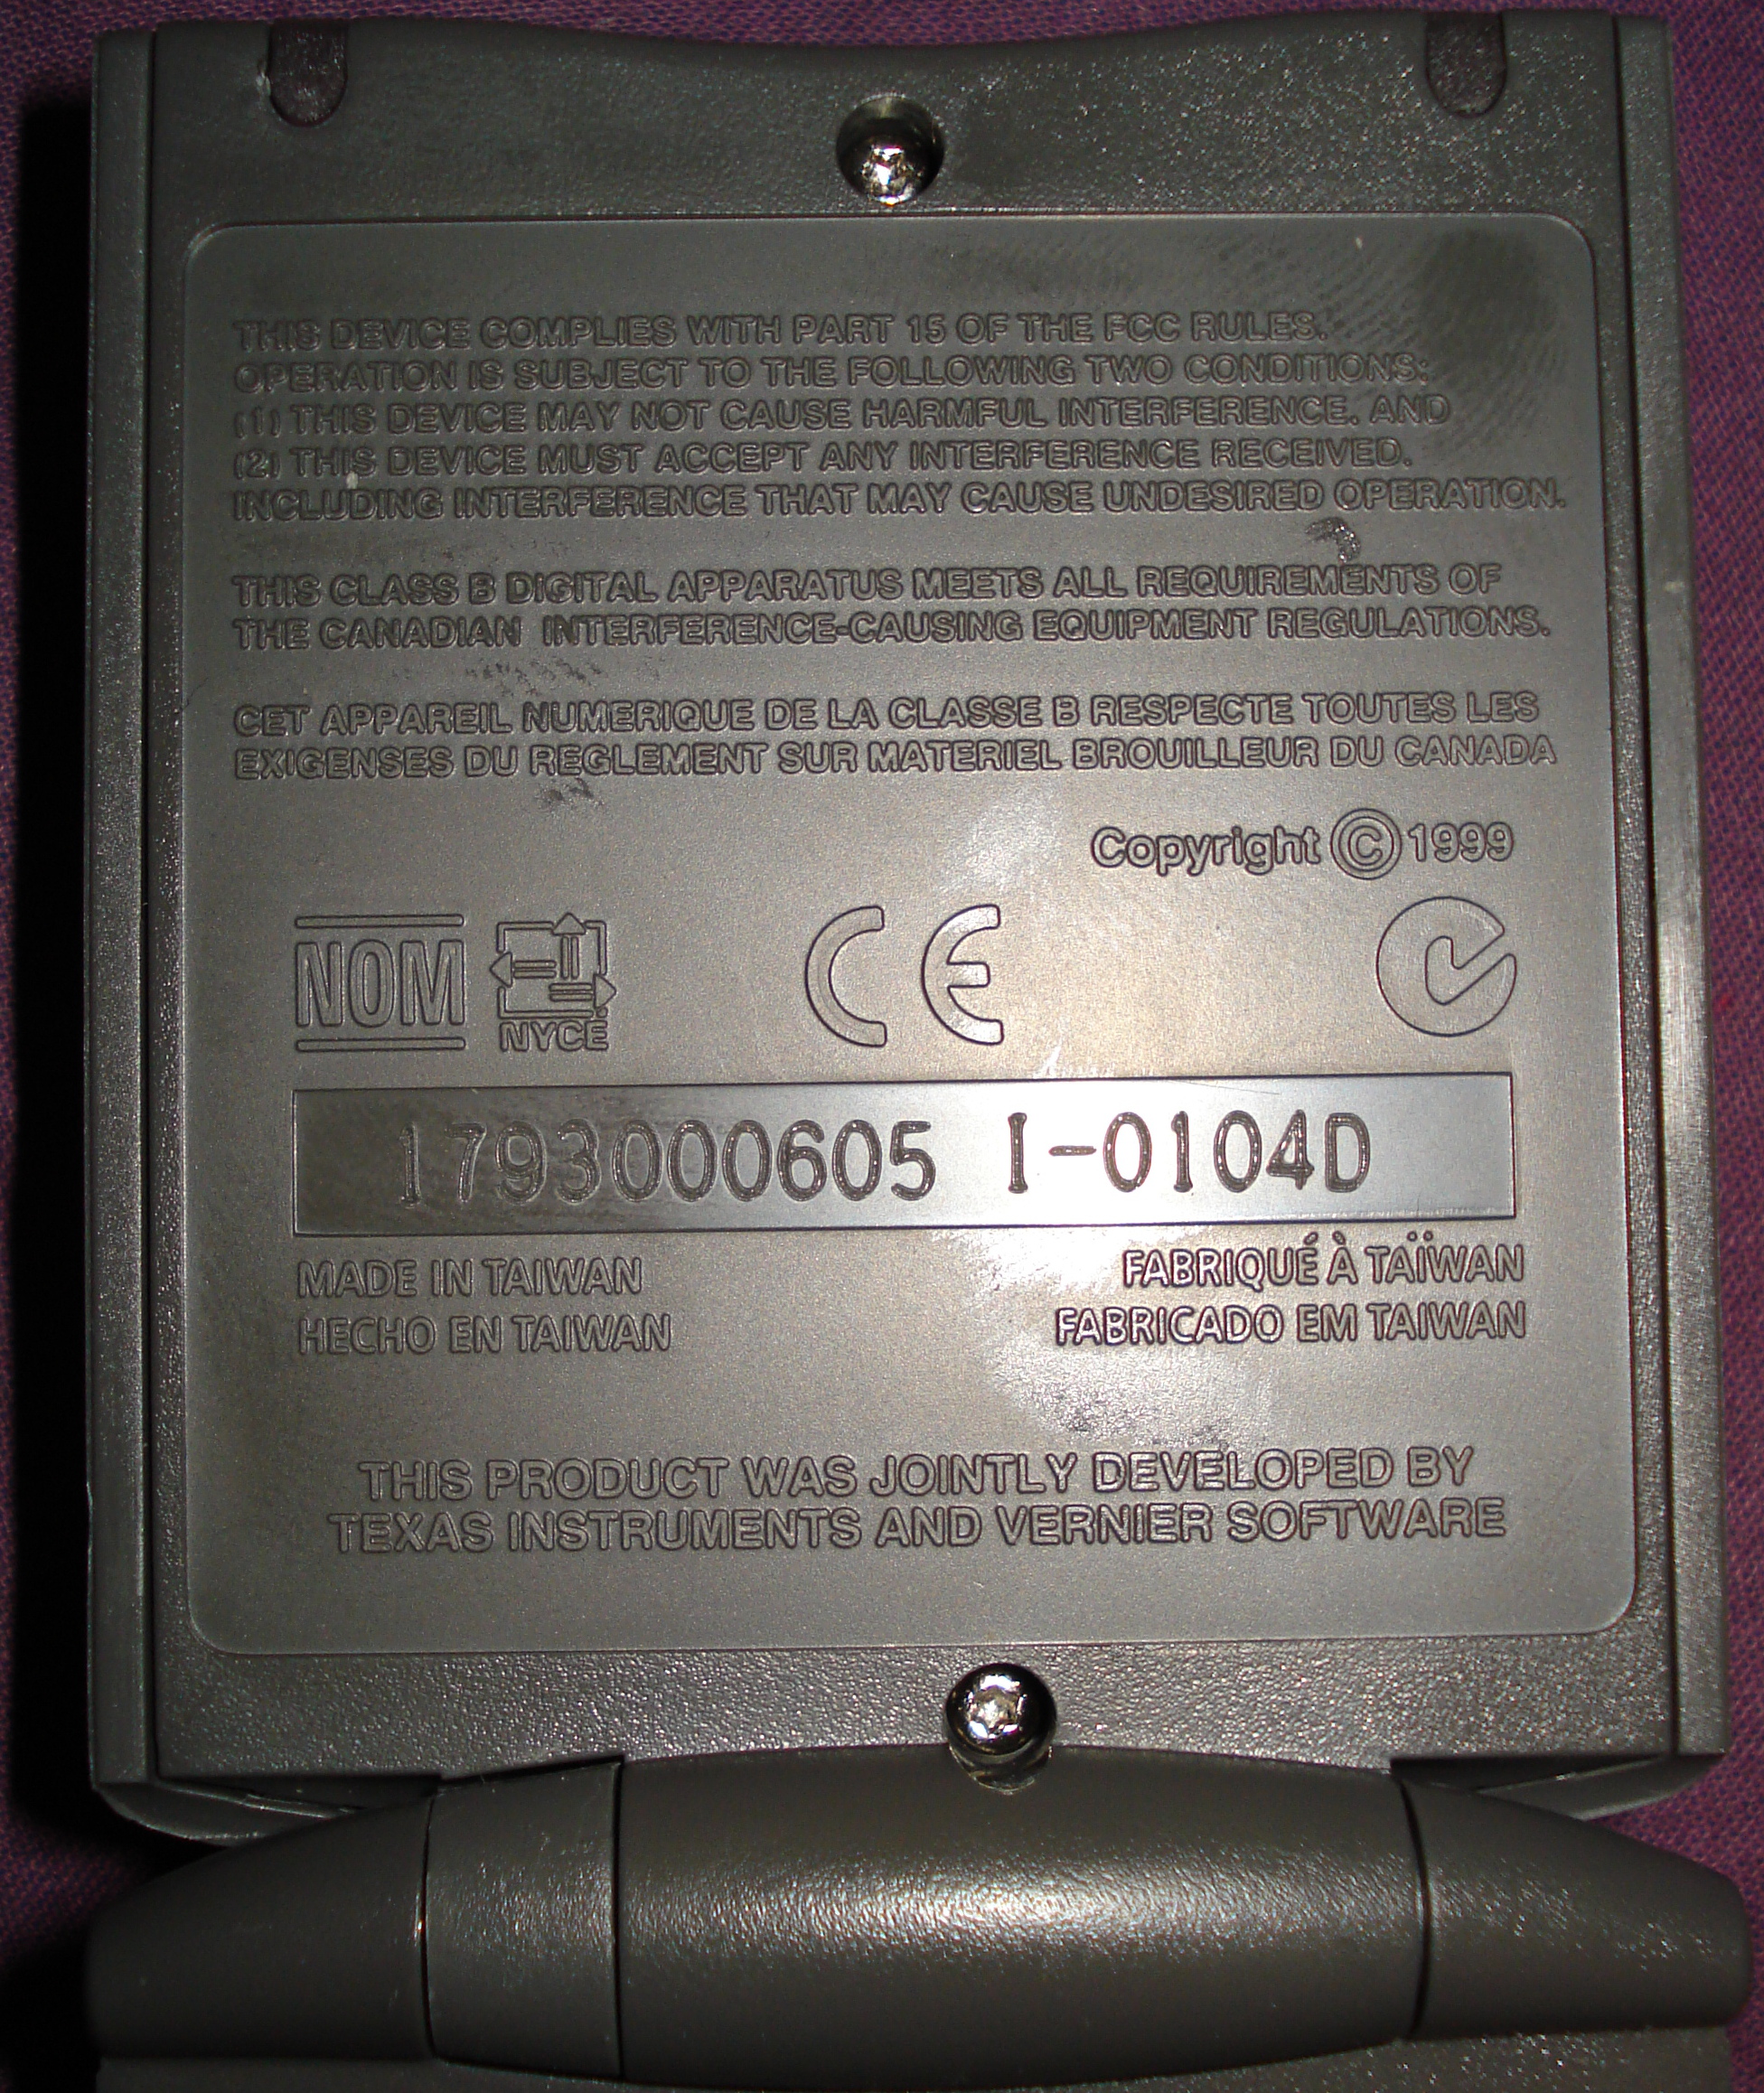 THIS DEVICE COMPLIES WITH PART 15 OF THE FCC RULES.
OPERATION IS SUBJECT TO THE FOLLOWING TWO CONDITIONS:
(1) THIS DEVICE MAY NOT CAUSE HARMFUL INTERFERENCE. AND
(2) THIS DEVICE MUST ACCEPT ANY INTERFERENCE RECEIVED.
INCLUDING INTERFERENCE THAT MAY CAUSE UNDESIRED OPERATION.
THIS CLASS B DIGITAL APPARATUS MEETS ALL REQUIREMENTS OF
THE CANADIAN INTERFERENCE-CAUSING EQUIPMENT REGULATIONS.
CET APPAREIL NUMERIQUE DE LA CLASSE B RESPECTE TOUTES LES
EXIGENSES DU REGLEMENT SUR MATERIEL BROUILLEUR DU CANADA
Copyright © 1999
NOM NYCE CE
1793000605 I-0104D
MADE IN TAIWAN FABRIQUÉ À TAÏWAN
HECHO EN TAIWAN FABRICADO EM TAIWAN
THIS PRODUCT WAS JOINTLY DEVELOPED BY
TEXAS INSTRUMENTS AND VERNIER SOFTWARE